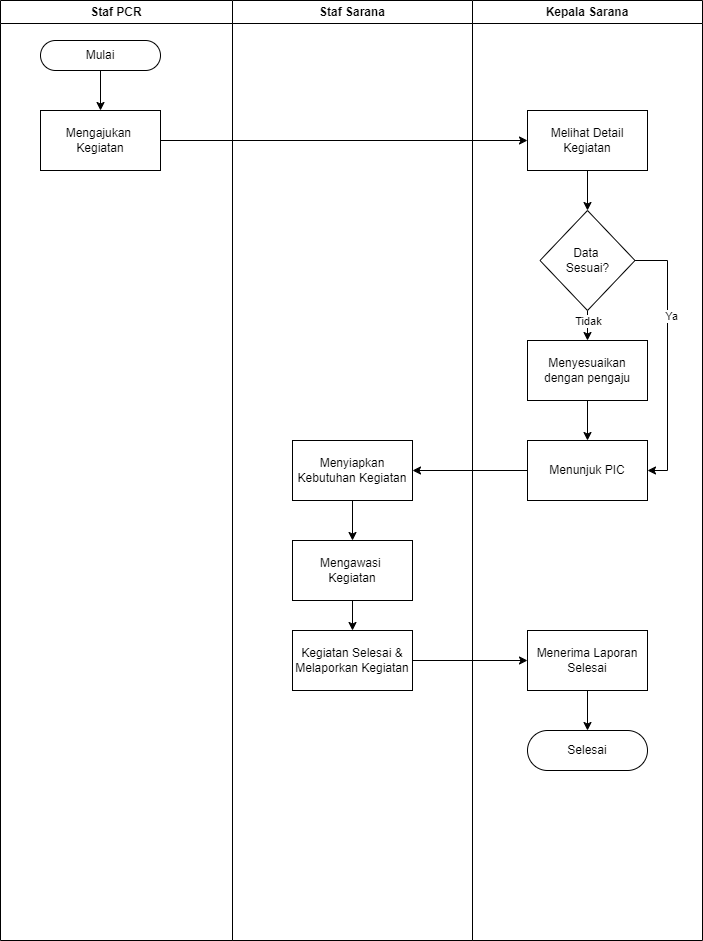 Staf PCR
Staf Sarana
Kepala Sarana
Mulai
Mengajukan
Kegiatan
Melihat Detail
Kegiatan
Data
Sesuai?
Ya
Tidak
Menyesuaikan
dengan pengaju
Menunjuk PIC
Menyiapkan
Kebutuhan Kegiatan
Mengawasi
Kegiatan
Kegiatan Selesai &
Melaporkan Kegiatan
Menerima Laporan
Selesai
Selesai